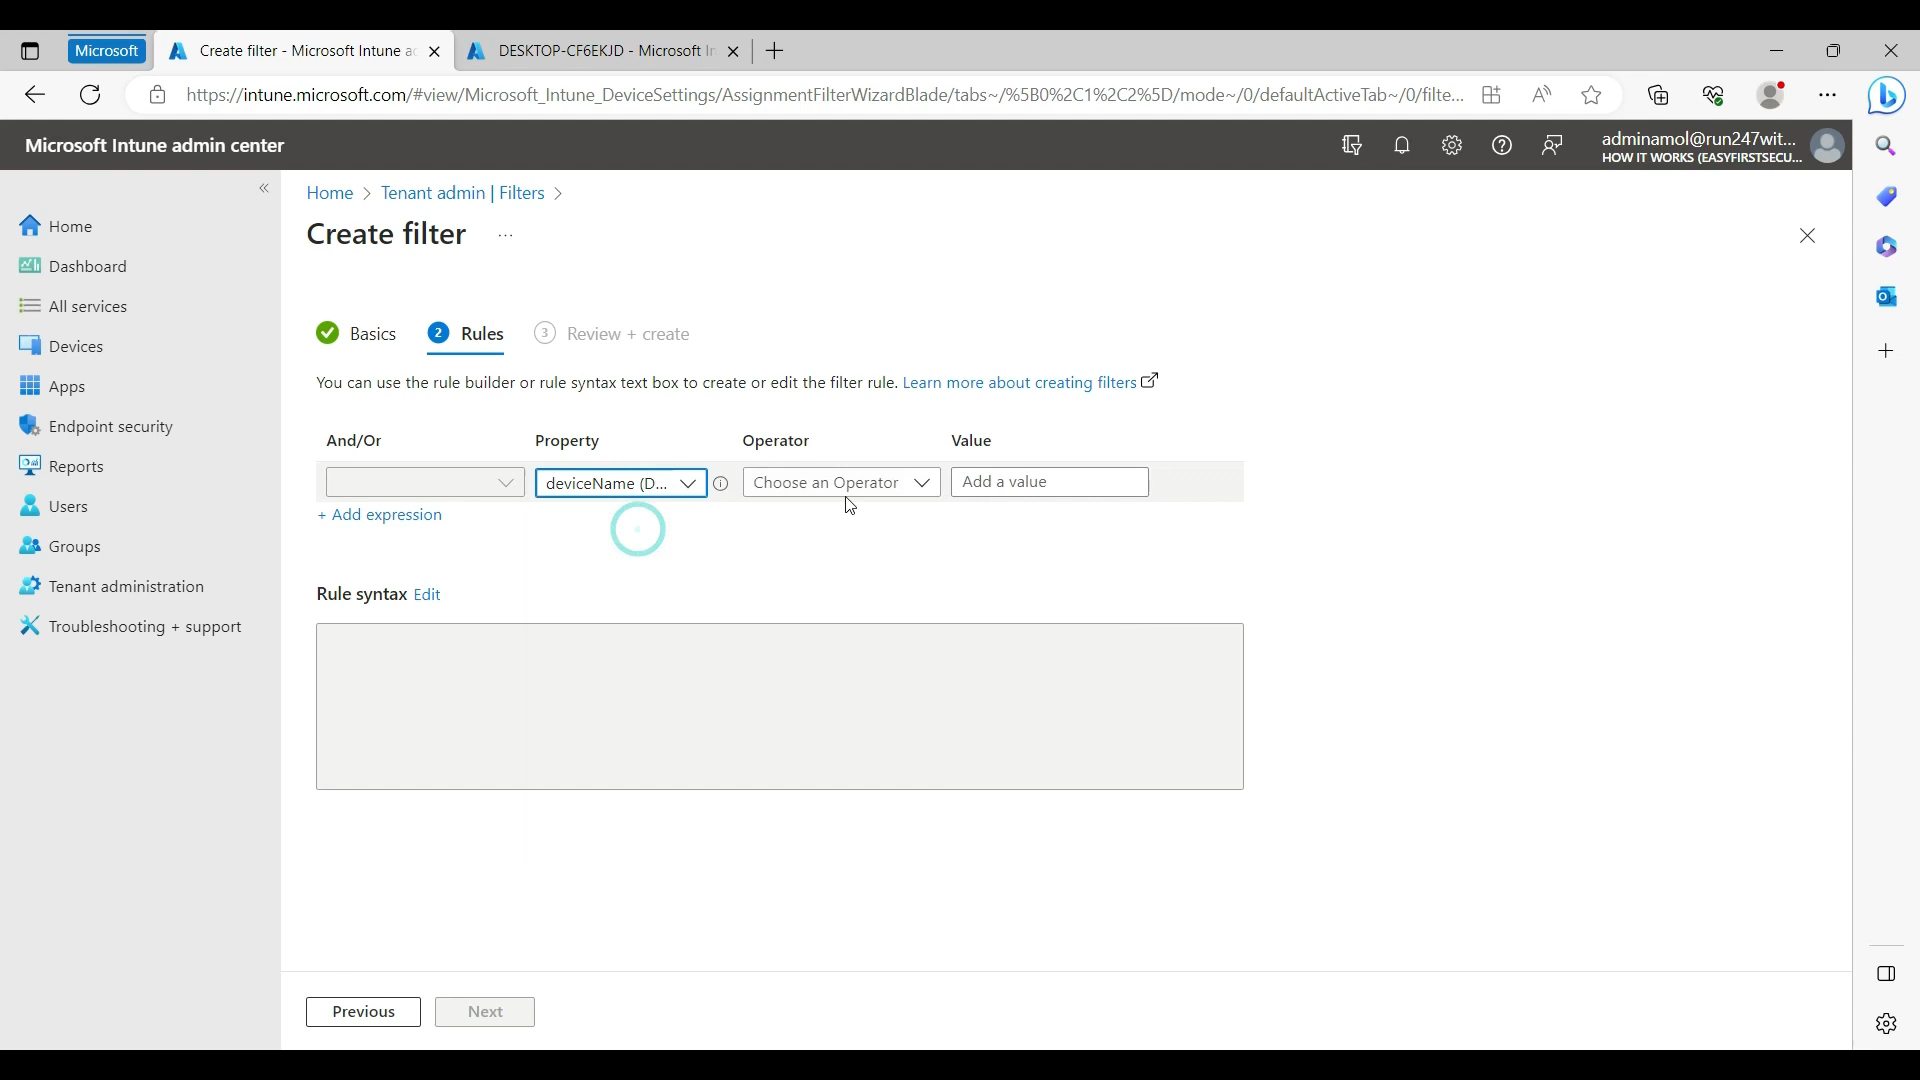 Microsoft
Create filter - Microsoft Intune ac
DESKTOP-CF6EKJD - Microsoft In
https://intune.microsoft.com/#view/Microsoft_Intune_DeviceSettings/AssignmentFilterWizardBlade/tabs~/%5B0%2C1%2C2%5D/mode~/0/defaultActiveTab~/0/filte...
Microsoft Intune admin center
adminamol@run247wit...
HOW IT WORKS (EASYFIRSTSECU...
Home > Tenant admin | Filters >
Create filter ...
Home
Dashboard
All services
Devices
Apps
Endpoint security
Reports
Users
Groups
Tenant administration
Troubleshooting + support
Basics
2 Rules
3 Review + create
You can use the rule builder or rule syntax text box to create or edit the filter rule. Learn more about creating filters
And/Or Property Operator Value
deviceName (D... Choose an Operator Add a value
+ Add expression
Rule syntax Edit
Previous Next